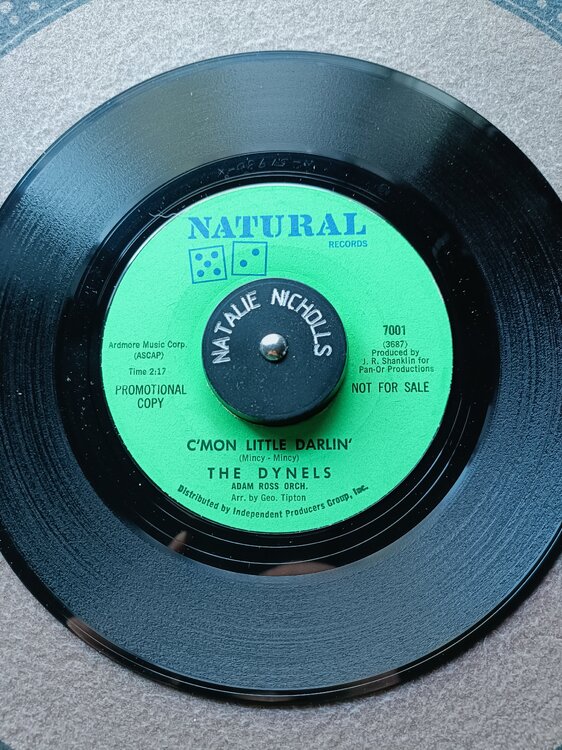 NATURAL
RECORDS
NATALIE NICHOLLS
Ardmore Music Corp.
(ASCAP)
Time 2:17
PROMOTIONAL
COPY
7001
(3687)
Produced by
J. R. Shanklin for
Pan-Or Productions
NOT FOR SALE
C'MON LITTLE DARLIN'
(Mincy - Mincy)
THE DYNELS
ADAM ROSS ORCH.
Arr. by Geo. Tipton
Distributed by Independent Producers Group, Inc.